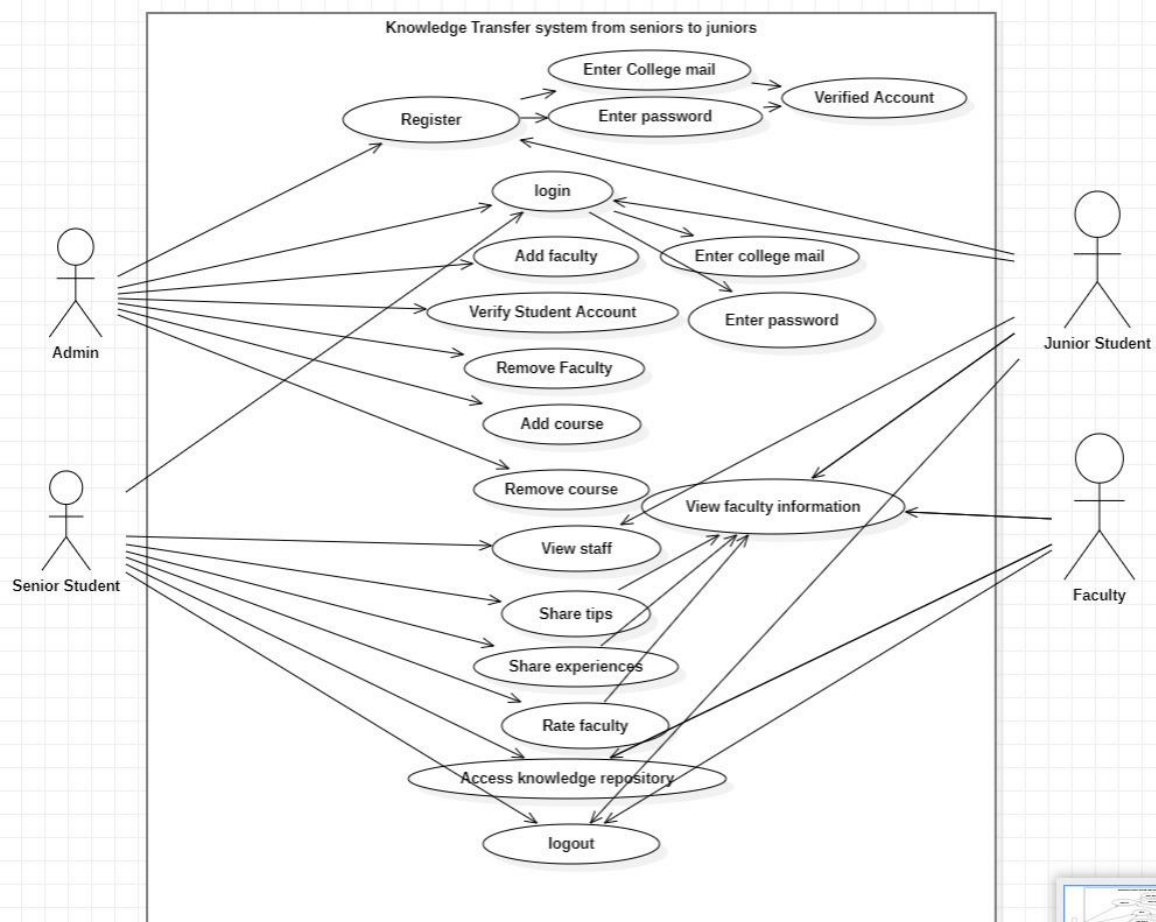 Knowledge Transfer system from seniors to juniors
Enter College mail
Verified Account
Enter password
Register
login
Add faculty
Enter college mail
Verify Student Account
Enter password
Admin
Junior Student
Remove Faculty
Add course
Remove course
View faculty information
View staff
Senior Student
Faculty
Share tips
Share experiences
Rate faculty
Access knowledge repository
logout